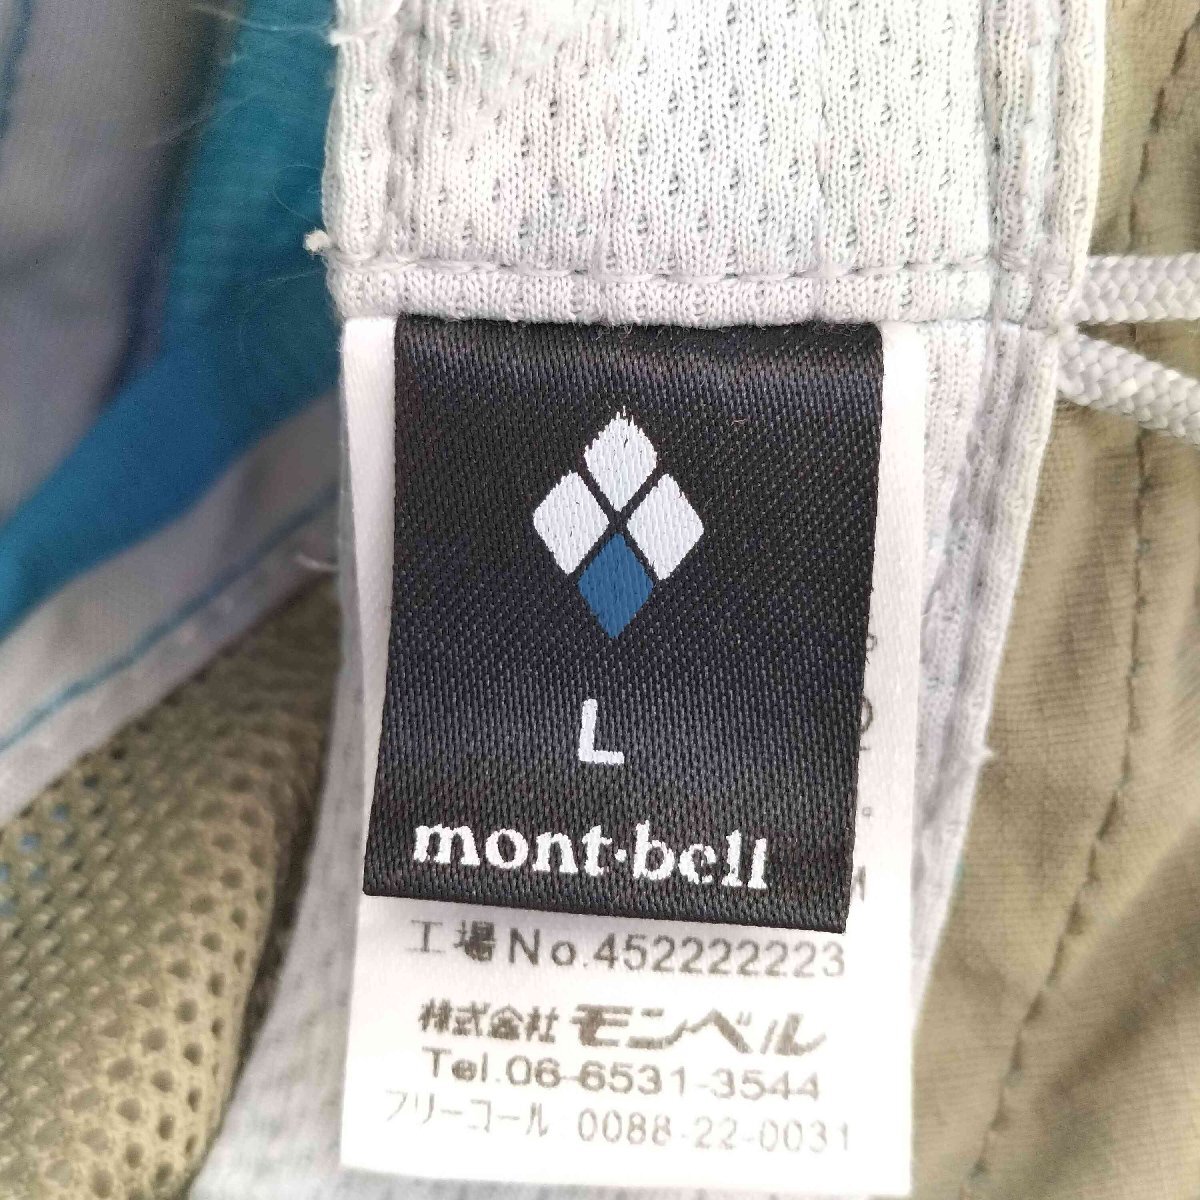 L
mont·bell
工場No.452222223
株式会社 モンベル
Tel.06-6531-3544
フリーコール 0088-22-0031